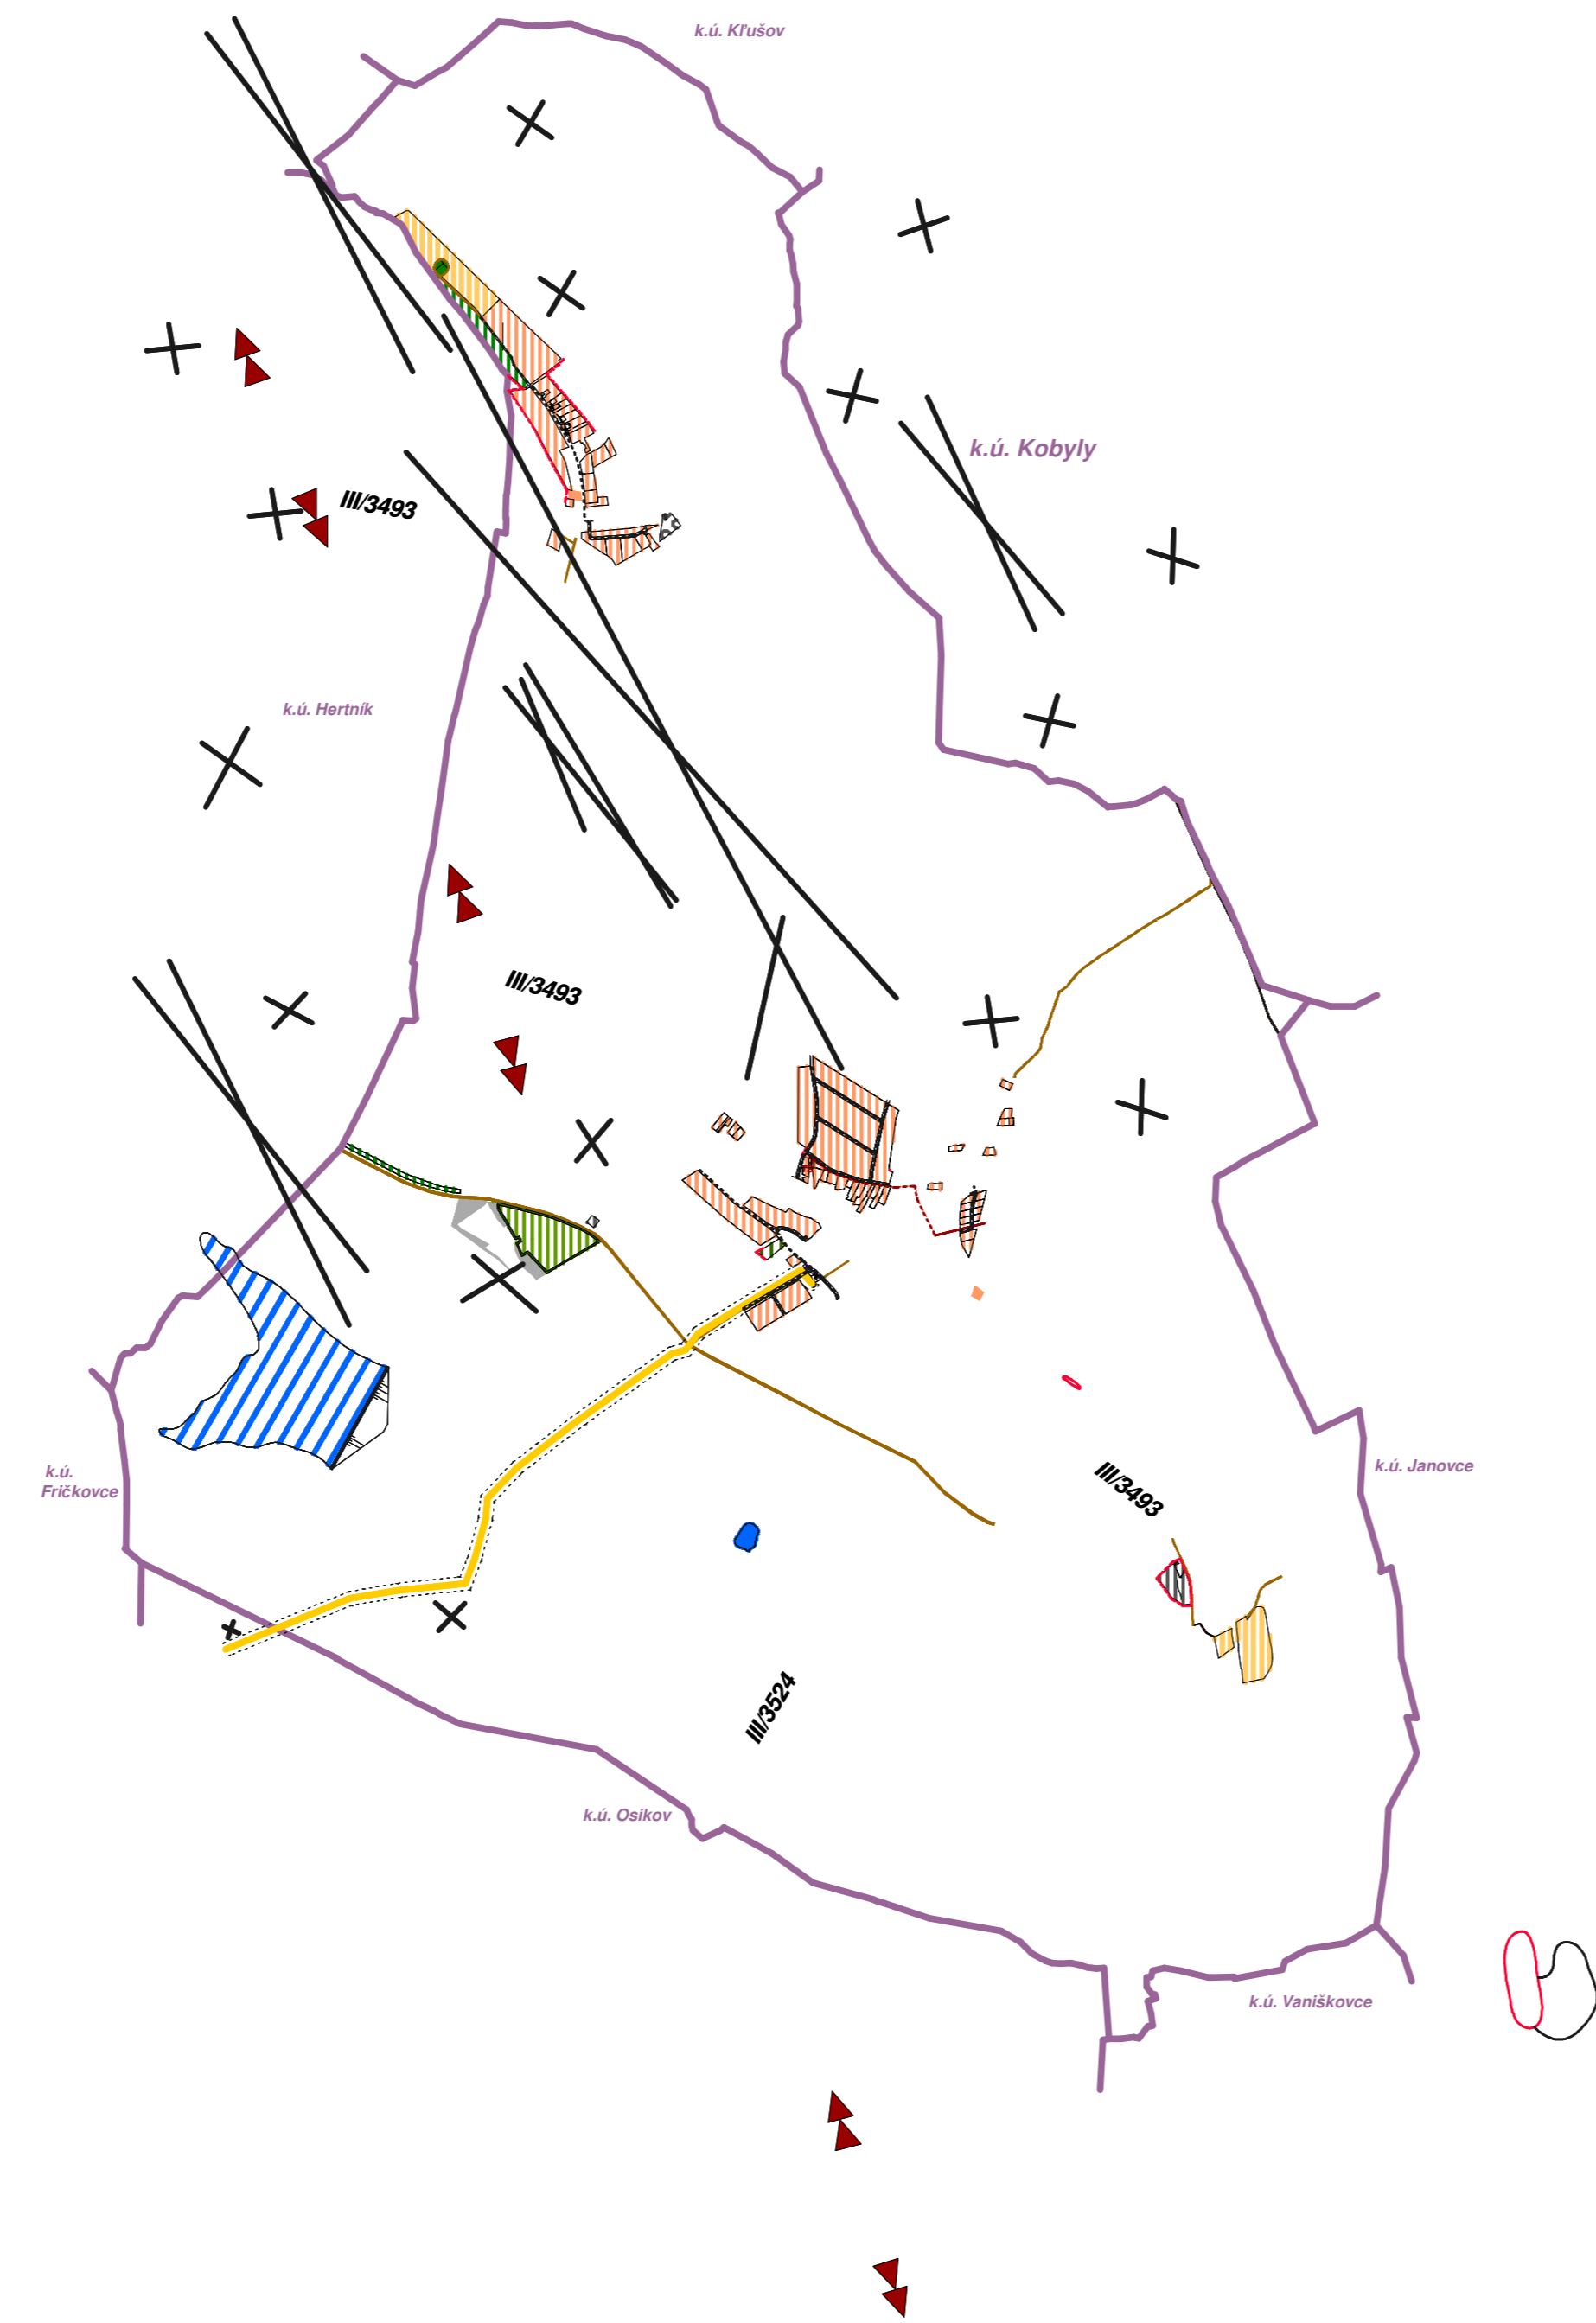 k.ú. Kľušov
k.ú. Kobyly
III/3493
k.ú. Hertník
III/3493
k.ú.
Fričkovce
k.ú. Janovce
III/3493
III/3524
k.ú. Osikov
k.ú. Vaniškovce